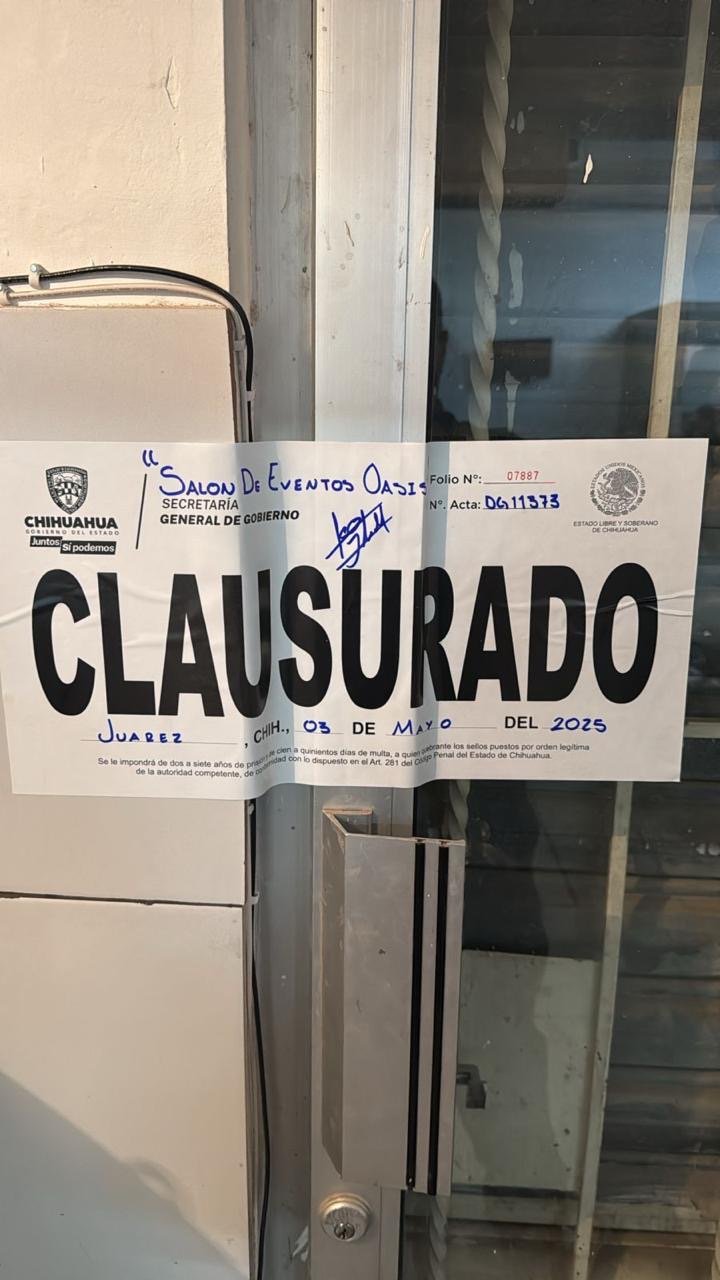 "SALON DE EVENTOS OASIS
CHIHUAHUA
GOBIERNO DEL ESTADO
Juntos Sí podemos
SECRETARÍA
GENERAL DE GOBIERNO
Folio Nº: 07887
Nº. Acta: DG11373
ESTADOS UNIDOS MEXICANOS
ESTADO LIBRE Y SOBERANO
DE CHIHUAHUA
CLAUSURADO
JUAREZ, CHIH., 03 DE MAYO DEL 2025
Se le impondrá de dos a siete años de prisión y de cien a quinientos días de multa, a quien quebrante los sellos puestos por orden legítima
de la autoridad competente, de conformidad con lo dispuesto en el Art. 281 del Código Penal del Estado de Chihuahua.